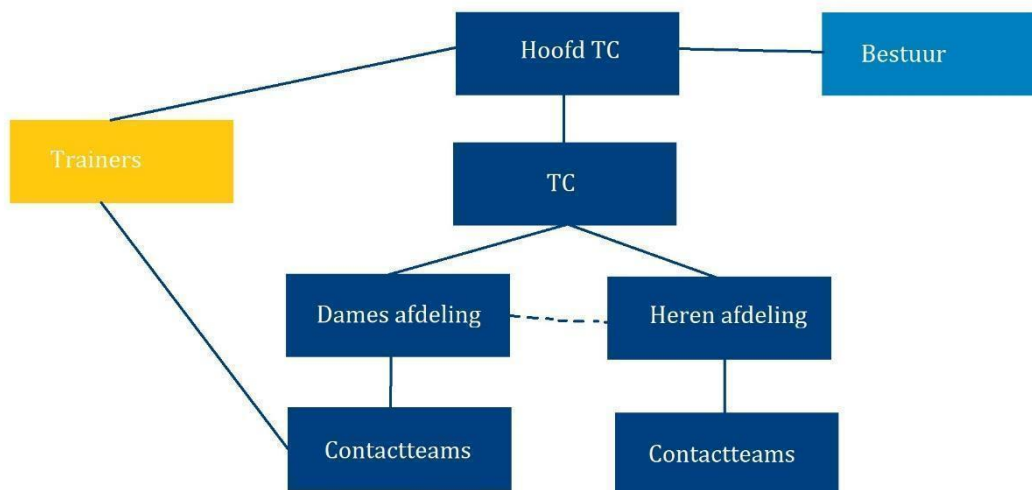 Hoofd TC
Bestuur
Trainers
TC
Dames afdeling
Heren afdeling
Contactteams
Contactteams